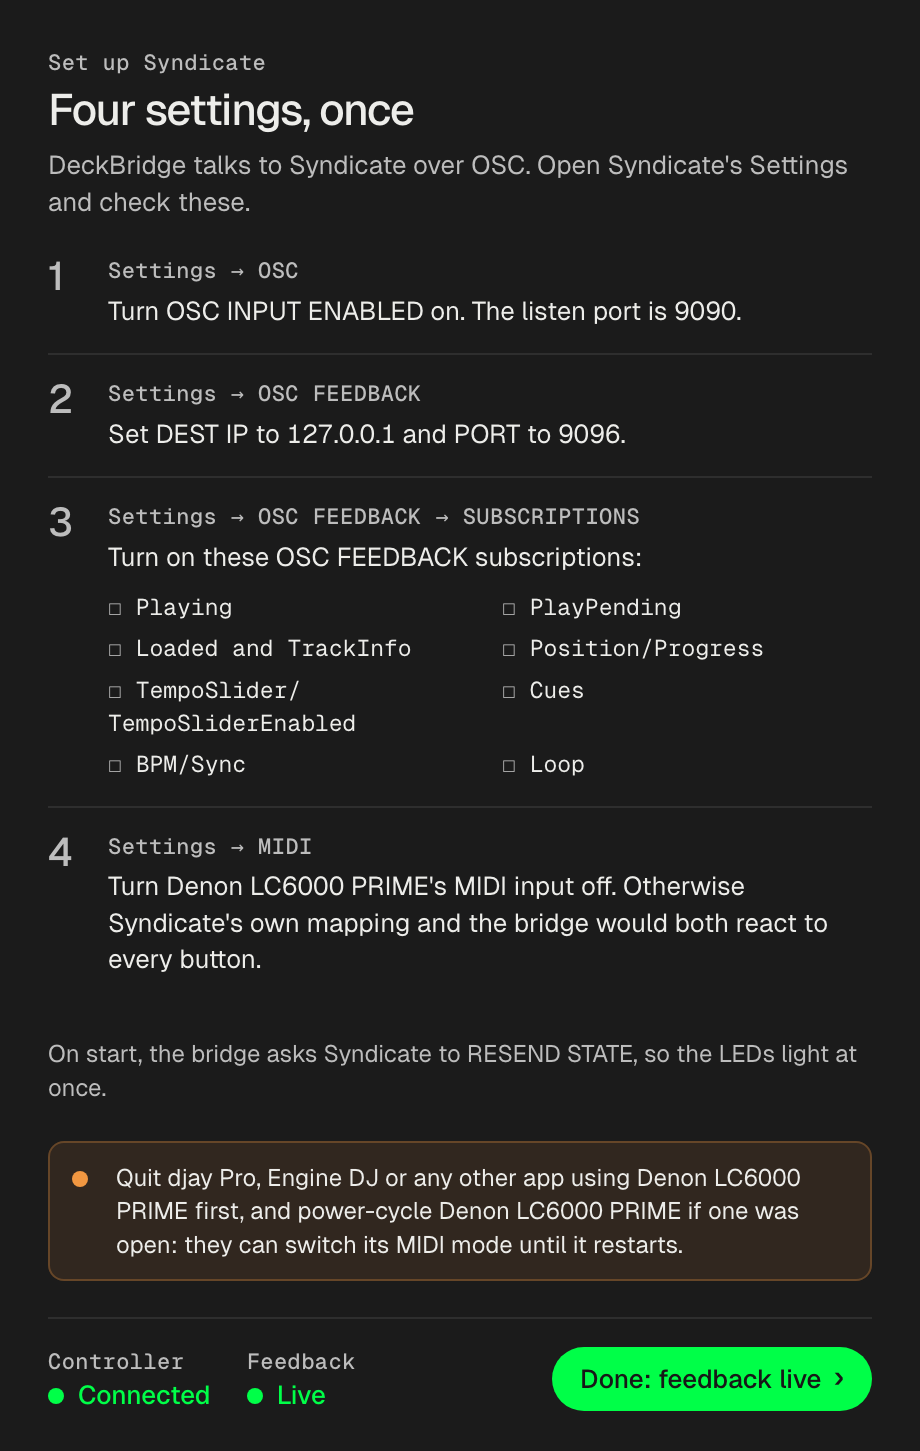 Set up Syndicate
Four settings, once
DeckBridge talks to Syndicate over OSC. Open Syndicate's Settings
and check these.
1
Settings → OSC
Turn OSC INPUT ENABLED on. The listen port is 9090.
2
Settings → OSC FEEDBACK
Set DEST IP to 127.0.0.1 and PORT to 9096.
3
Settings → OSC FEEDBACK → SUBSCRIPTIONS
Turn on these OSC FEEDBACK subscriptions:
☐ Playing
☐ PlayPending
☐ Loaded and TrackInfo
☐ Position/Progress
☐ TempoSlider/
TempoSliderEnabled
☐ Cues
☐ BPM/Sync
☐ Loop
4
Settings → MIDI
Turn Denon LC6000 PRIME's MIDI input off. Otherwise
Syndicate's own mapping and the bridge would both react to
every button.
On start, the bridge asks Syndicate to RESEND STATE, so the LEDs light at
once.
Quit djay Pro, Engine DJ or any other app using Denon LC6000
PRIME first, and power-cycle Denon LC6000 PRIME if one was
open: they can switch its MIDI mode until it restarts.
Controller
Connected
Feedback
Live
Done: feedback live ›